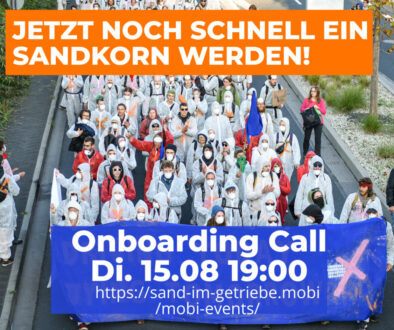 JETZT NOCH SCHNELL EIN
SANDKORN WERDEN!
Onboarding Call
Di. 15.08 19:00
https://sand-im-getriebe.mobi
/mobi-events/